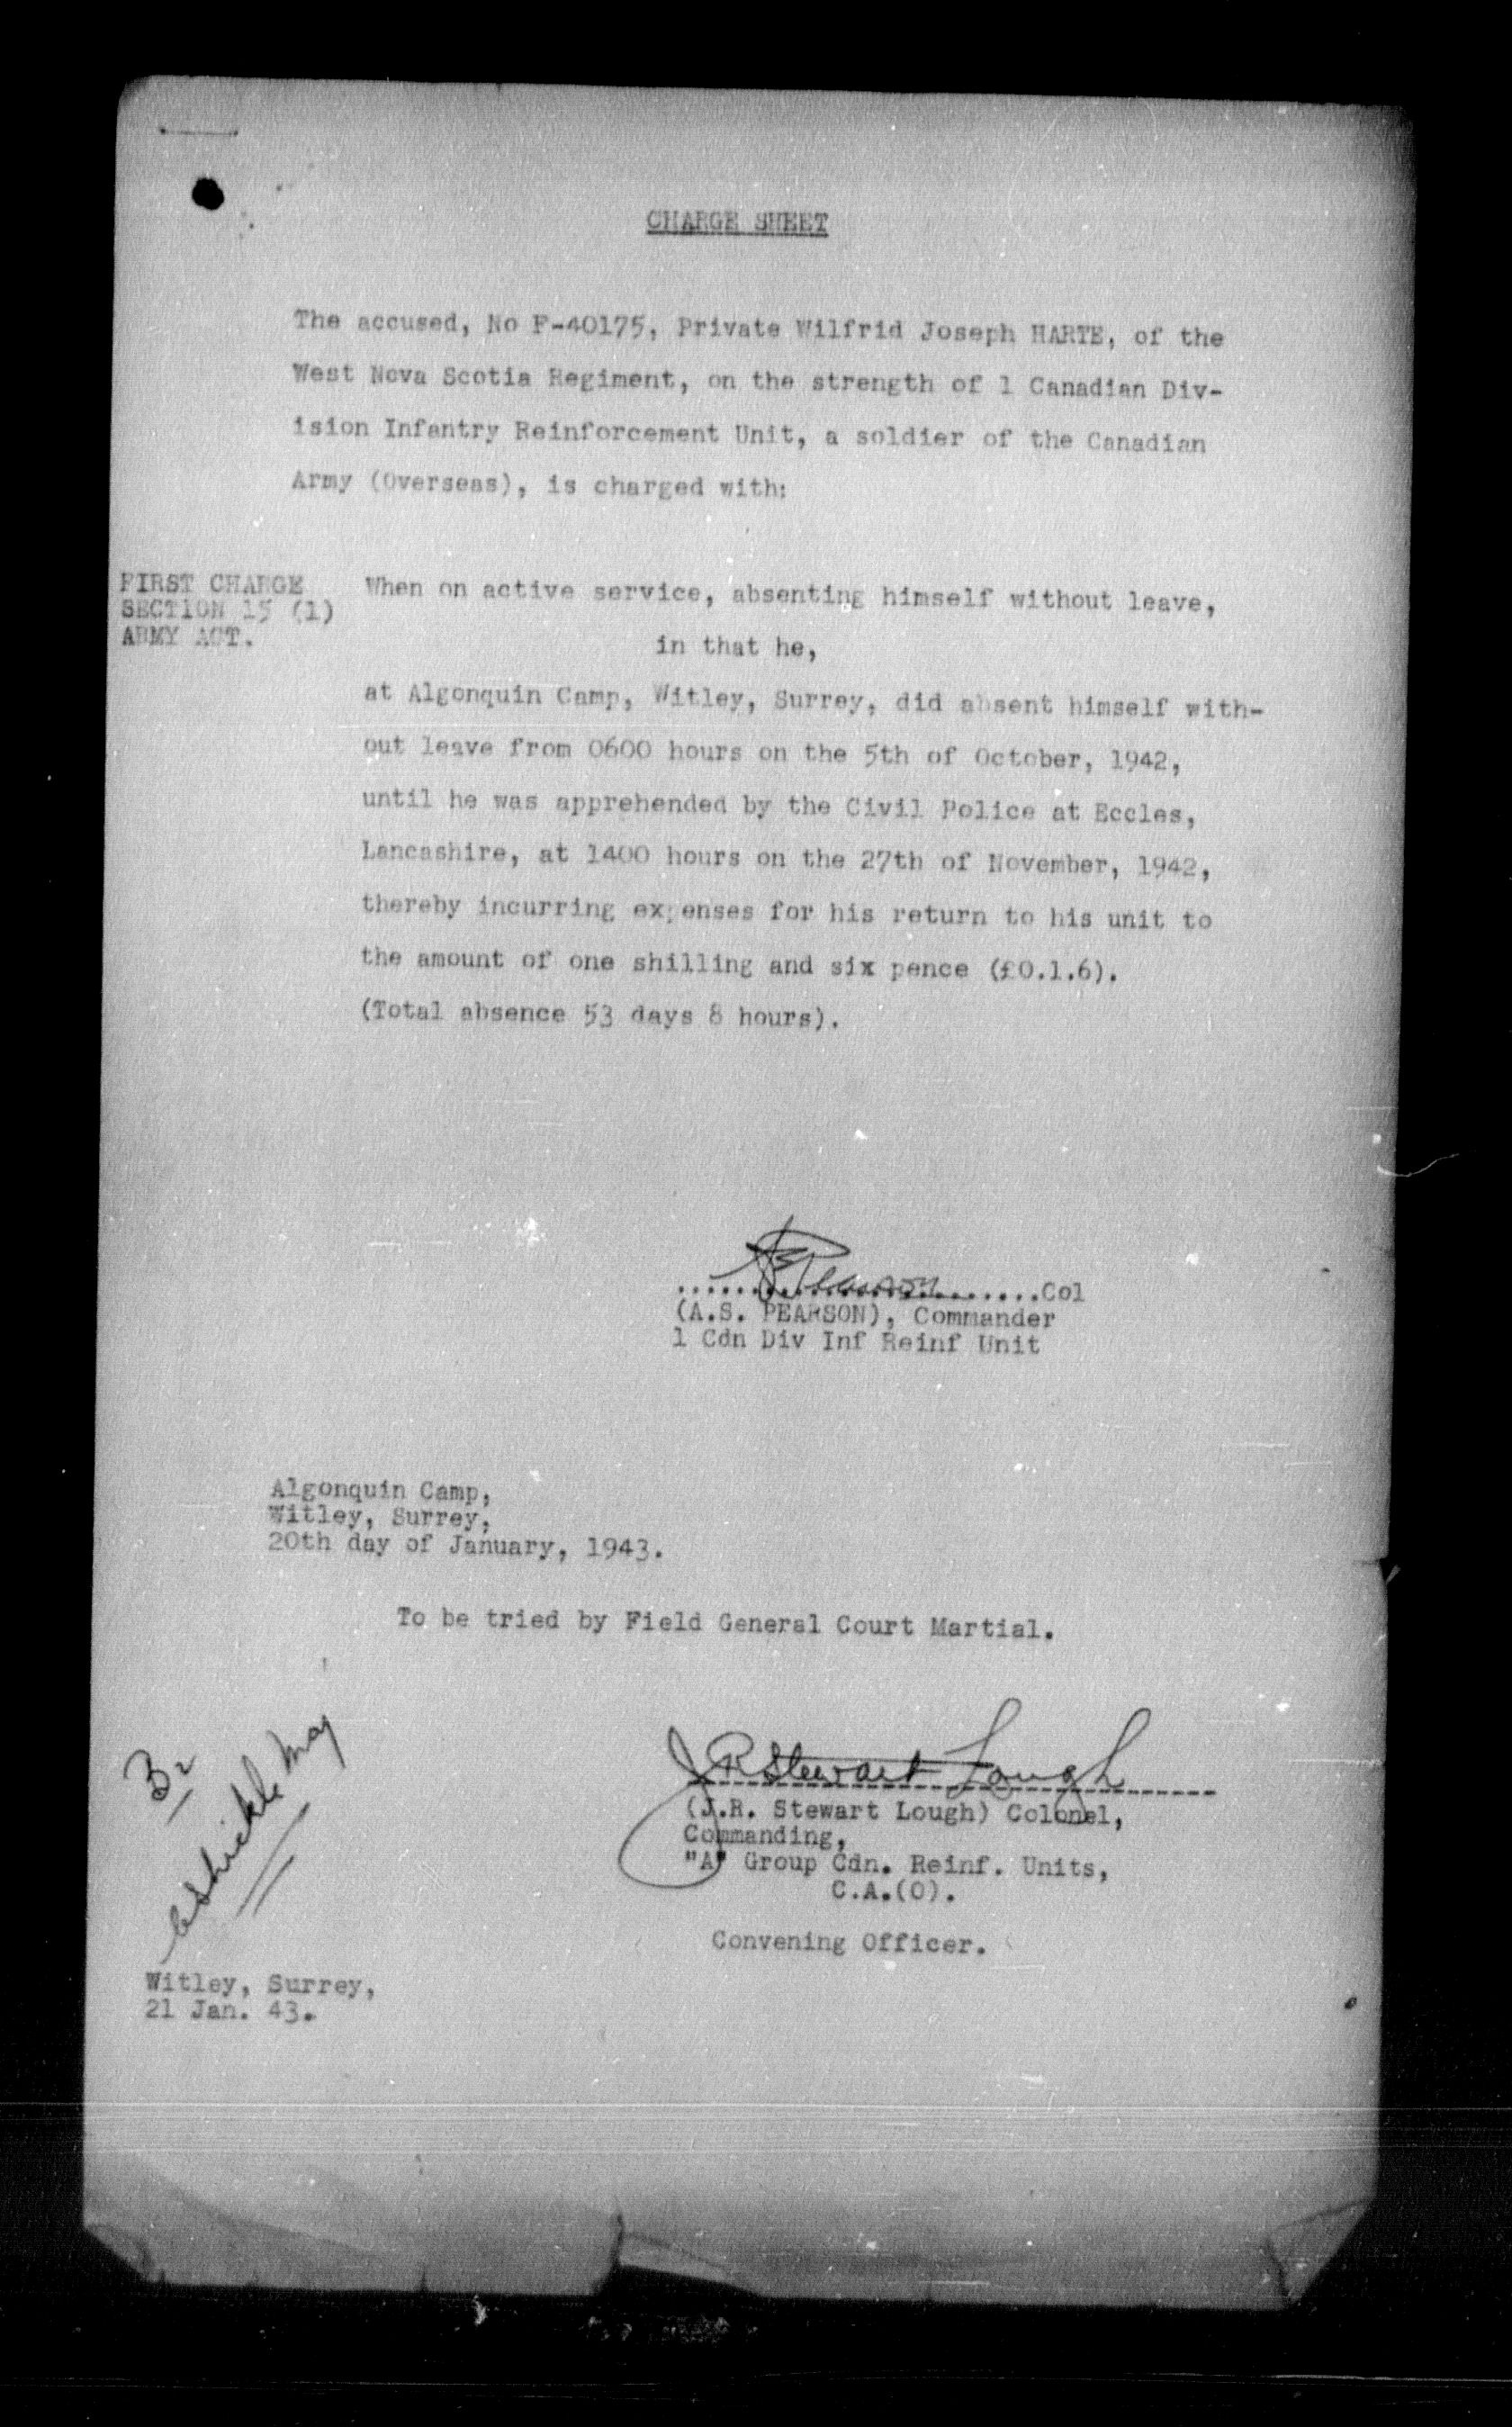 CHARGE SHEET
The accused, No F-40175, Private Wilfrid Joseph HARTE, of the
West Nova Scotia Regiment, on the strength of 1 Canadian Div-
ision Infantry Reinforcement Unit, a soldier of the Canadian
Army (Overseas), is charged with:
FIRST CHARGE
SECTION 15 (1)
ARMY ACT.
When on active service, absenting himself without leave,
in that he,
at Algonquin Camp, Witley, Surrey, did absent himself with-
out leave from 0600 hours on the 5th of October, 1942,
until he was apprehended by the Civil Police at Eccles,
Lancashire, at 1400 hours on the 27th of November, 1942,
thereby incurring expenses for his return to his unit to
the amount of one shilling and six pence (£0.1.6).
(Total absence 53 days 8 hours).
Pearson
Col
(A.S. PEARSON), Commander
1 Cdn Div Inf Reinf Unit
Algonquin Camp,
Witley, Surrey,
20th day of January, 1943.
To be tried by Field General Court Martial.
B2
Maj
J R Stewart Lough
(J.R. Stewart Lough) Colonel,
Commanding,
"A" Group Cdn. Reinf. Units,
C.A.(O).
Convening Officer.
Witley, Surrey,
21 Jan. 43.